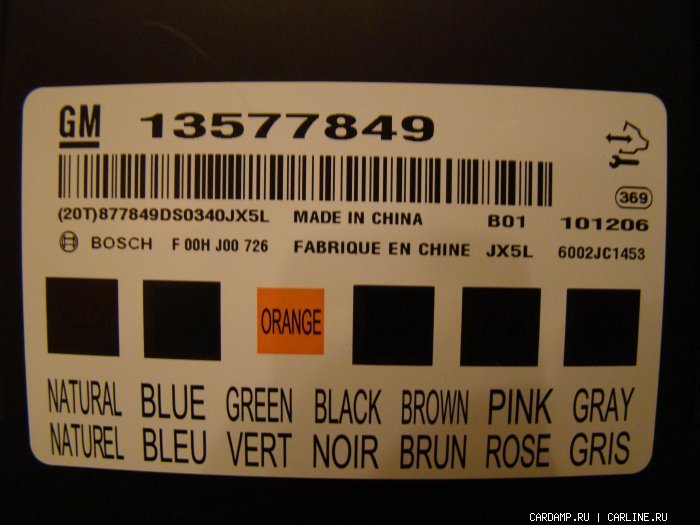 GM 13577849
369
(20T)877849DS0340JX5L MADE IN CHINA B01 101206
BOSCH F 00H J00 726 FABRIQUE EN CHINE JX5L 6002JC1453
ORANGE
NATURAL BLUE GREEN BLACK BROWN PINK GRAY
NATUREL BLEU VERT NOIR BRUN ROSE GRIS
CARDAMP.RU | CARLINE.RU